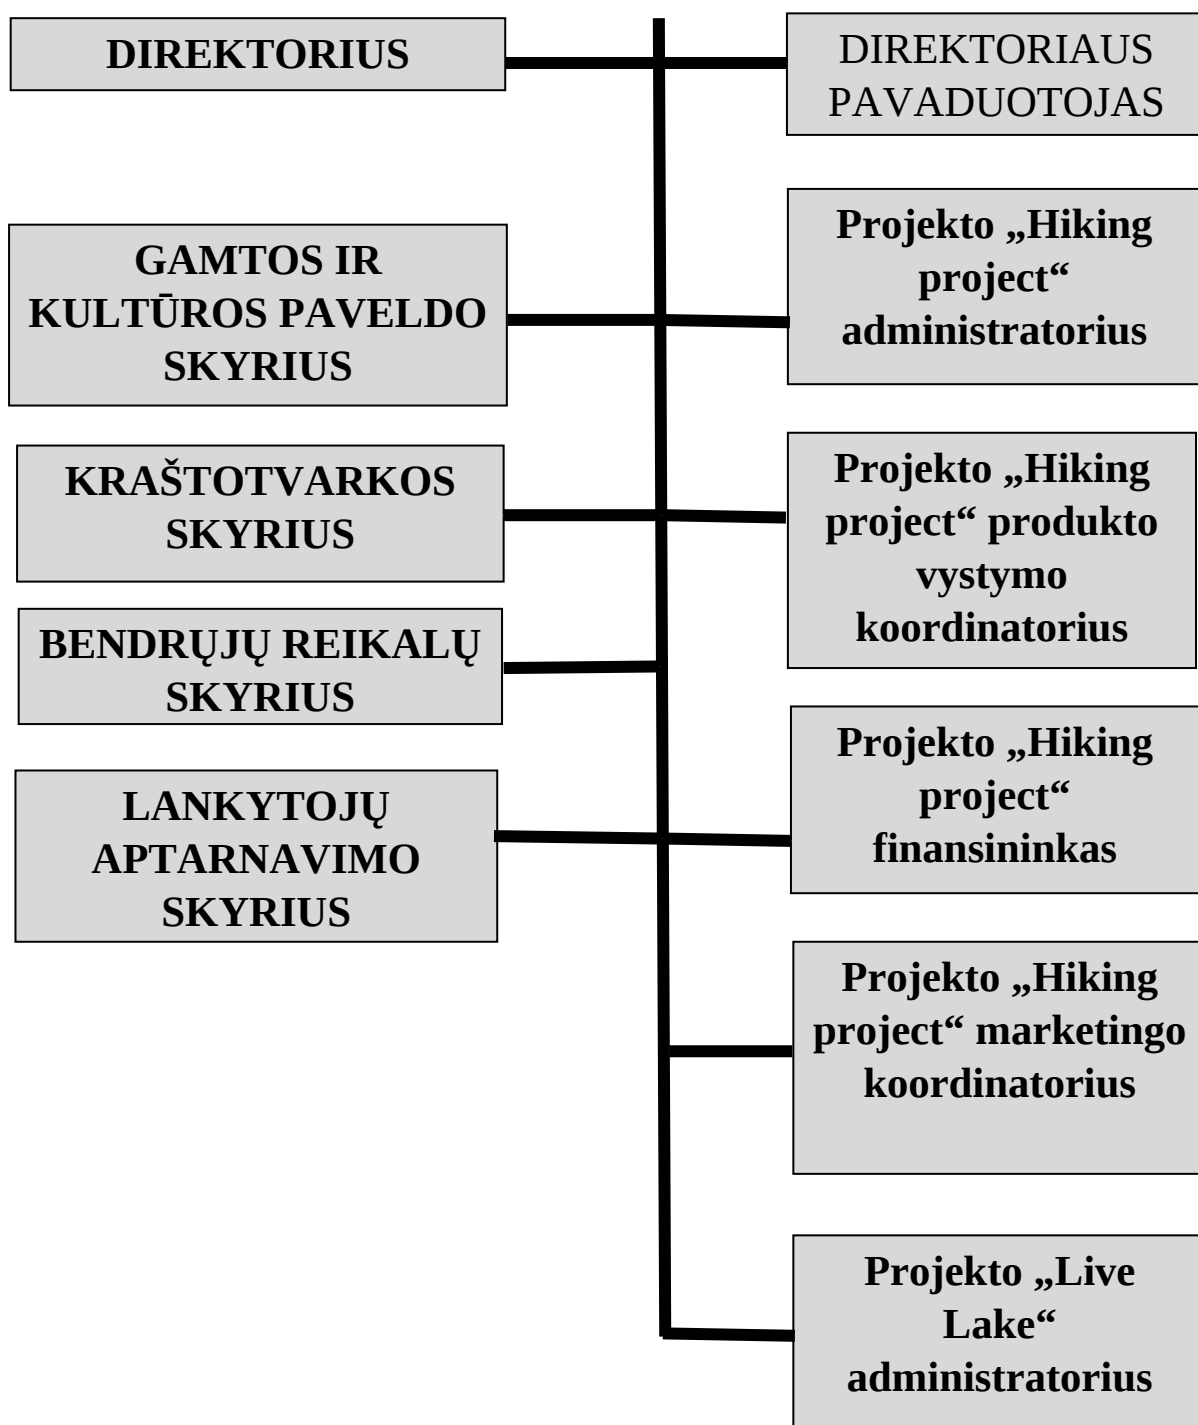 DIREKTORIUS
DIREKTORIAUS
PAVADUOTOJAS
GAMTOS IR
KULTŪROS PAVELDO
SKYRIUS
Projekto „Hiking
project“
administratorius
KRAŠTOTVARKOS
SKYRIUS
Projekto „Hiking
project“ produkto
vystymo
koordinatorius
BENDRŲJŲ REIKALŲ
SKYRIUS
LANKYTOJŲ
APTARNAVIMO
SKYRIUS
Projekto „Hiking
project“
finansininkas
Projekto „Hiking
project“ marketingo
koordinatorius
Projekto „Live
Lake“
administratorius